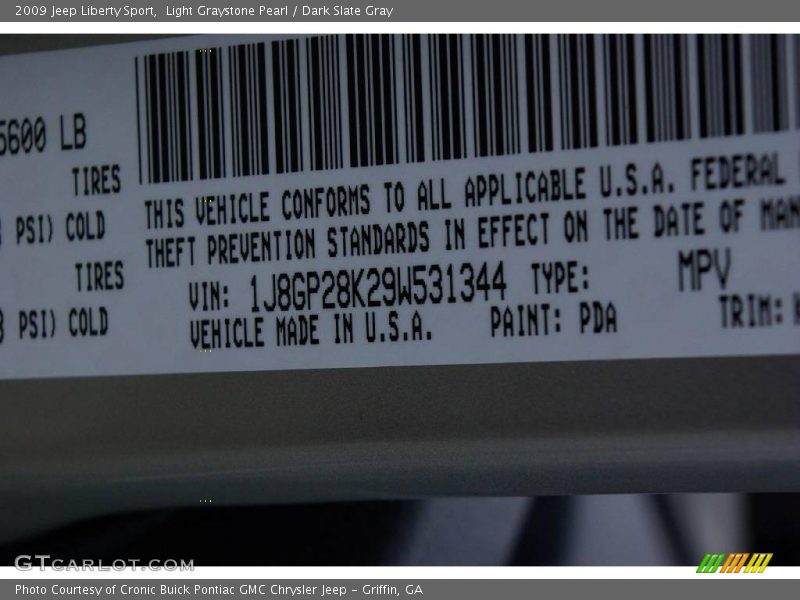 2009 Jeep Liberty Sport,  Light Graystone Pearl / Dark Slate Gray
5600 LB
TIRES
PSI) COLD
TIRES
PSI) COLD
THIS VEHICLE CONFORMS TO ALL APPLICABLE U.S.A. FEDERAL
THEFT PREVENTION STANDARDS IN EFFECT ON THE DATE OF MAN
VIN: 1J8GP28K29W531344 TYPE: MPV
VEHICLE MADE IN U.S.A. PAINT: PDA TRIM:
GTCARLOT.COM
Photo Courtesy of Cronic Buick Pontiac GMC Chrysler Jeep - Griffin, GA